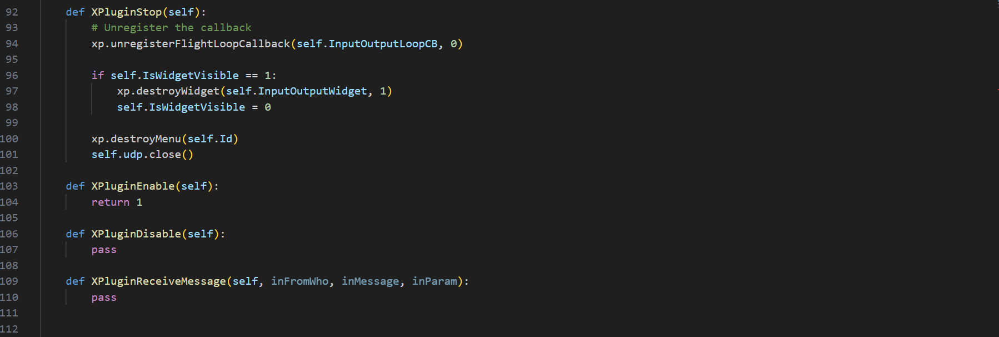 92 def XPluginStop(self):
93 # Unregister the callback
94 xp.unregisterFlightLoopCallback(self.InputOutputLoopCB, 0)
95
96 if self.IsWidgetVisible == 1:
97 xp.destroyWidget(self.InputOutputWidget, 1)
98 self.IsWidgetVisible = 0
99
100 xp.destroyMenu(self.Id)
101 self.udp.close()
102
103 def XPluginEnable(self):
104 return 1
105
106 def XPluginDisable(self):
107 pass
108
109 def XPluginReceiveMessage(self, inFromWho, inMessage, inParam):
110 pass
111
112